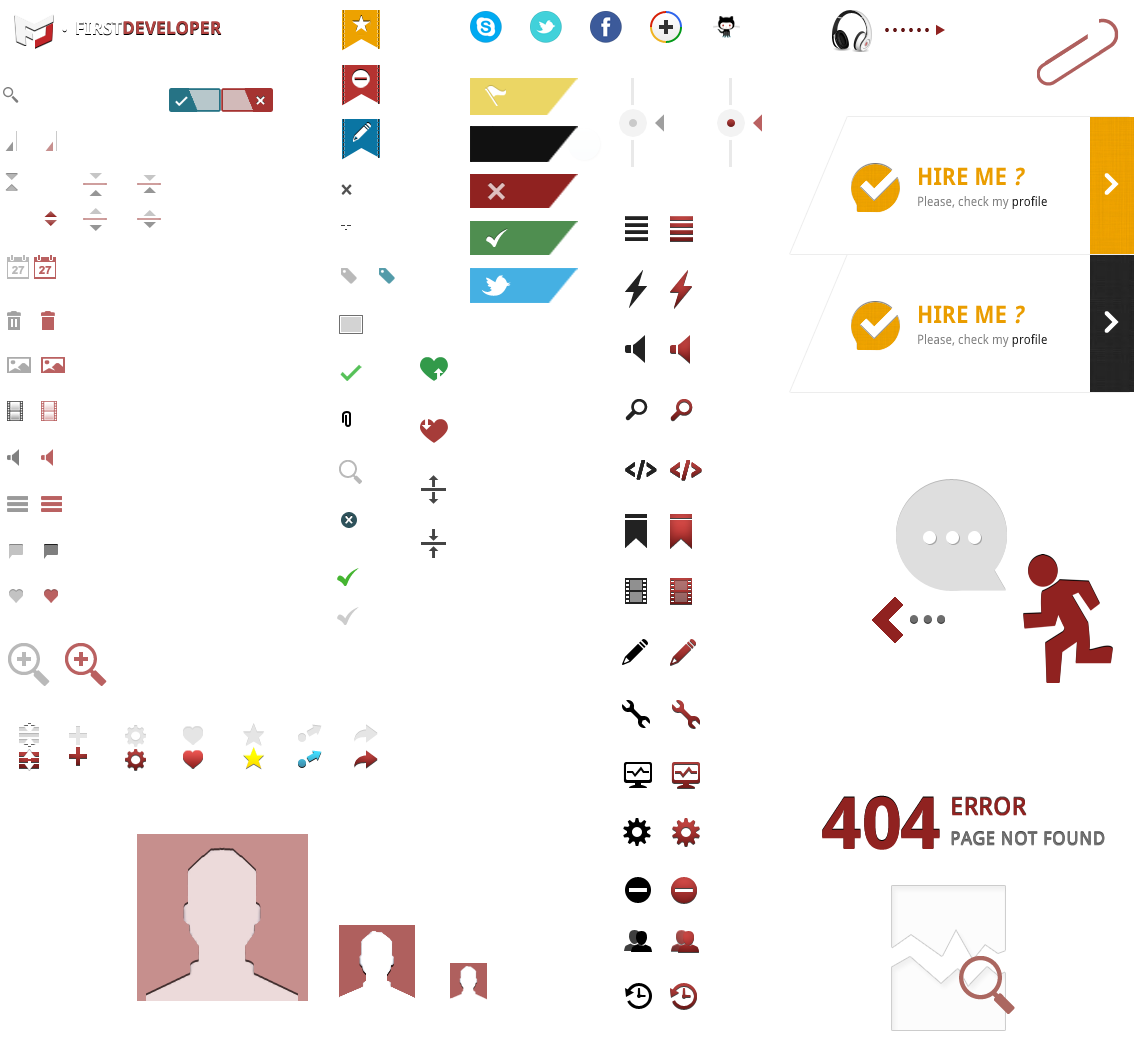 FIRSTDEVELOPER
27
27
HIRE ME ?
Please, check my profile
HIRE ME ?
Please, check my profile
</>
</>
404
ERROR
PAGE NOT FOUND